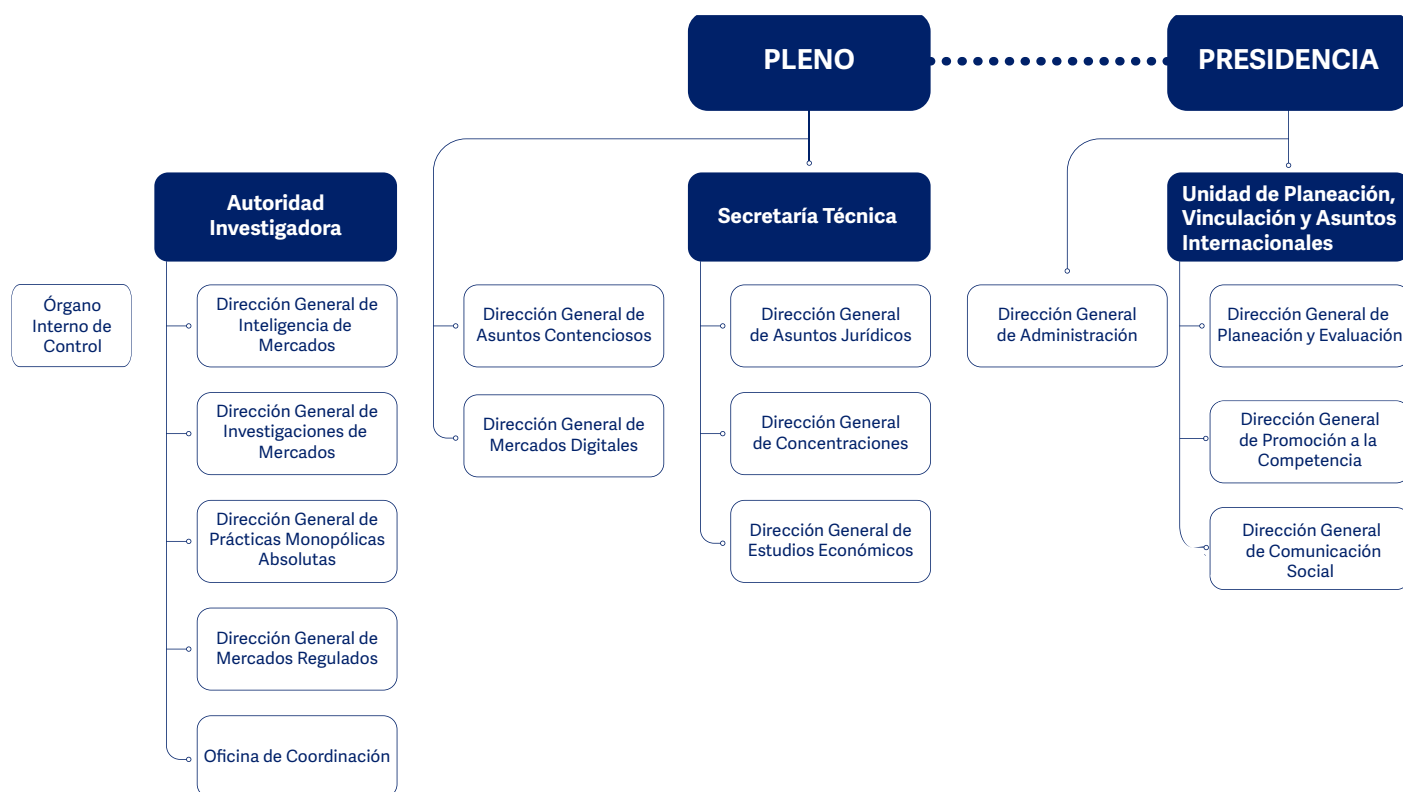 PLENO
PRESIDENCIA
Autoridad
Investigadora
Secretaría Técnica
Unidad de Planeación,
Vinculación y Asuntos
Internacionales
Órgano
Interno de
Control
Dirección General de
Inteligencia de
Mercados
Dirección General de
Investigaciones de
Mercados
Dirección General de
Prácticas Monopólicas
Absolutas
Dirección General de
Mercados Regulados
Oficina de Coordinación
Dirección General de
Asuntos Contenciosos
Dirección General de
Mercados Digitales
Dirección General
de Asuntos Jurídicos
Dirección General
de Concentraciones
Dirección General de
Estudios Económicos
Dirección General
de Administración
Dirección General de
Planeación y Evaluación
Dirección General
de Promoción a la
Competencia
Dirección General
de Comunicación
Social